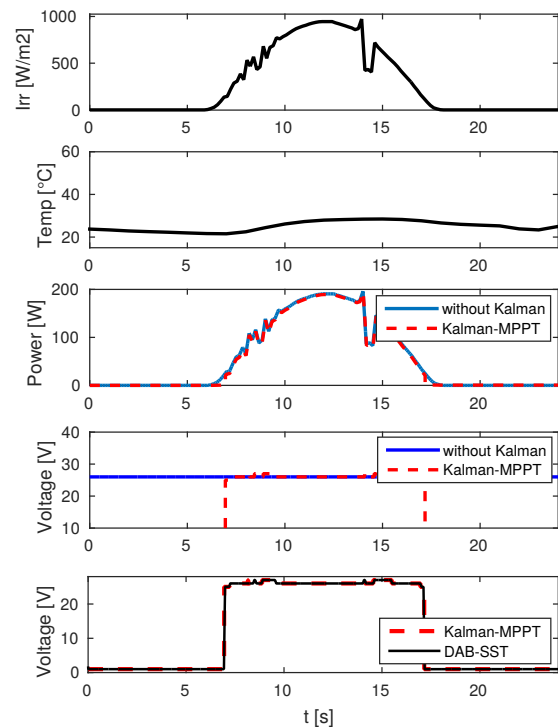 1000
500
0
Irr [W/m2]
0 5 10 15 20
60
40
20
Temp [°C]
0 5 10 15 20
200
100
0
Power [W]
without Kalman
Kalman-MPPT
0 5 10 15 20
40
30
20
10
Voltage [V]
without Kalman
Kalman-MPPT
0 5 10 15 20
20
10
0
Voltage [V]
Kalman-MPPT
DAB-SST
0 5 10 15 20
t [s]